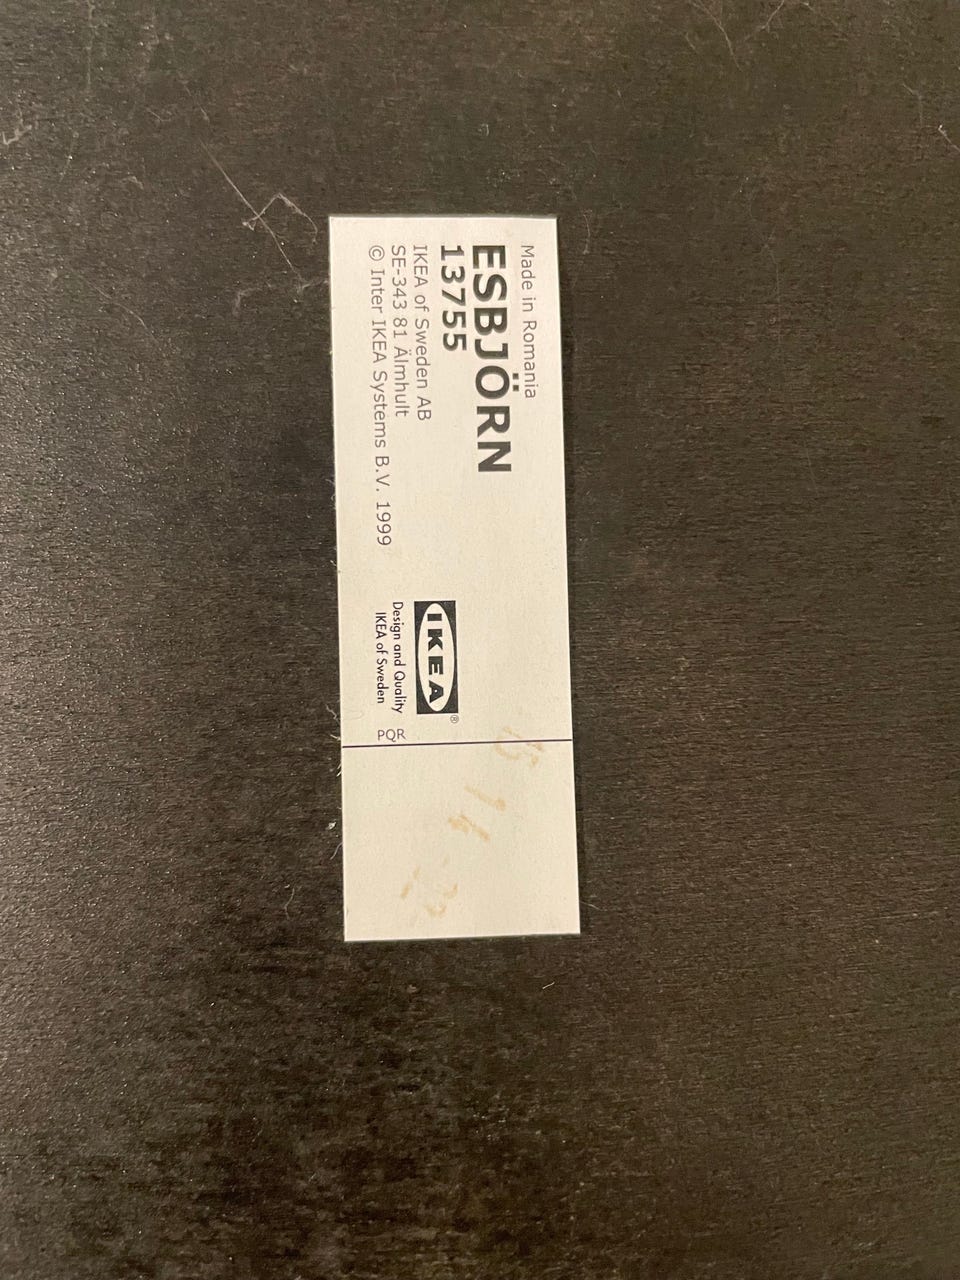 Made in Romania
ESBJÖRN
13755
IKEA of Sweden AB
SE-343 81 Älmhult
© Inter IKEA Systems B.V. 1999
IKEA®
Design and Quality
IKEA of Sweden
PQR